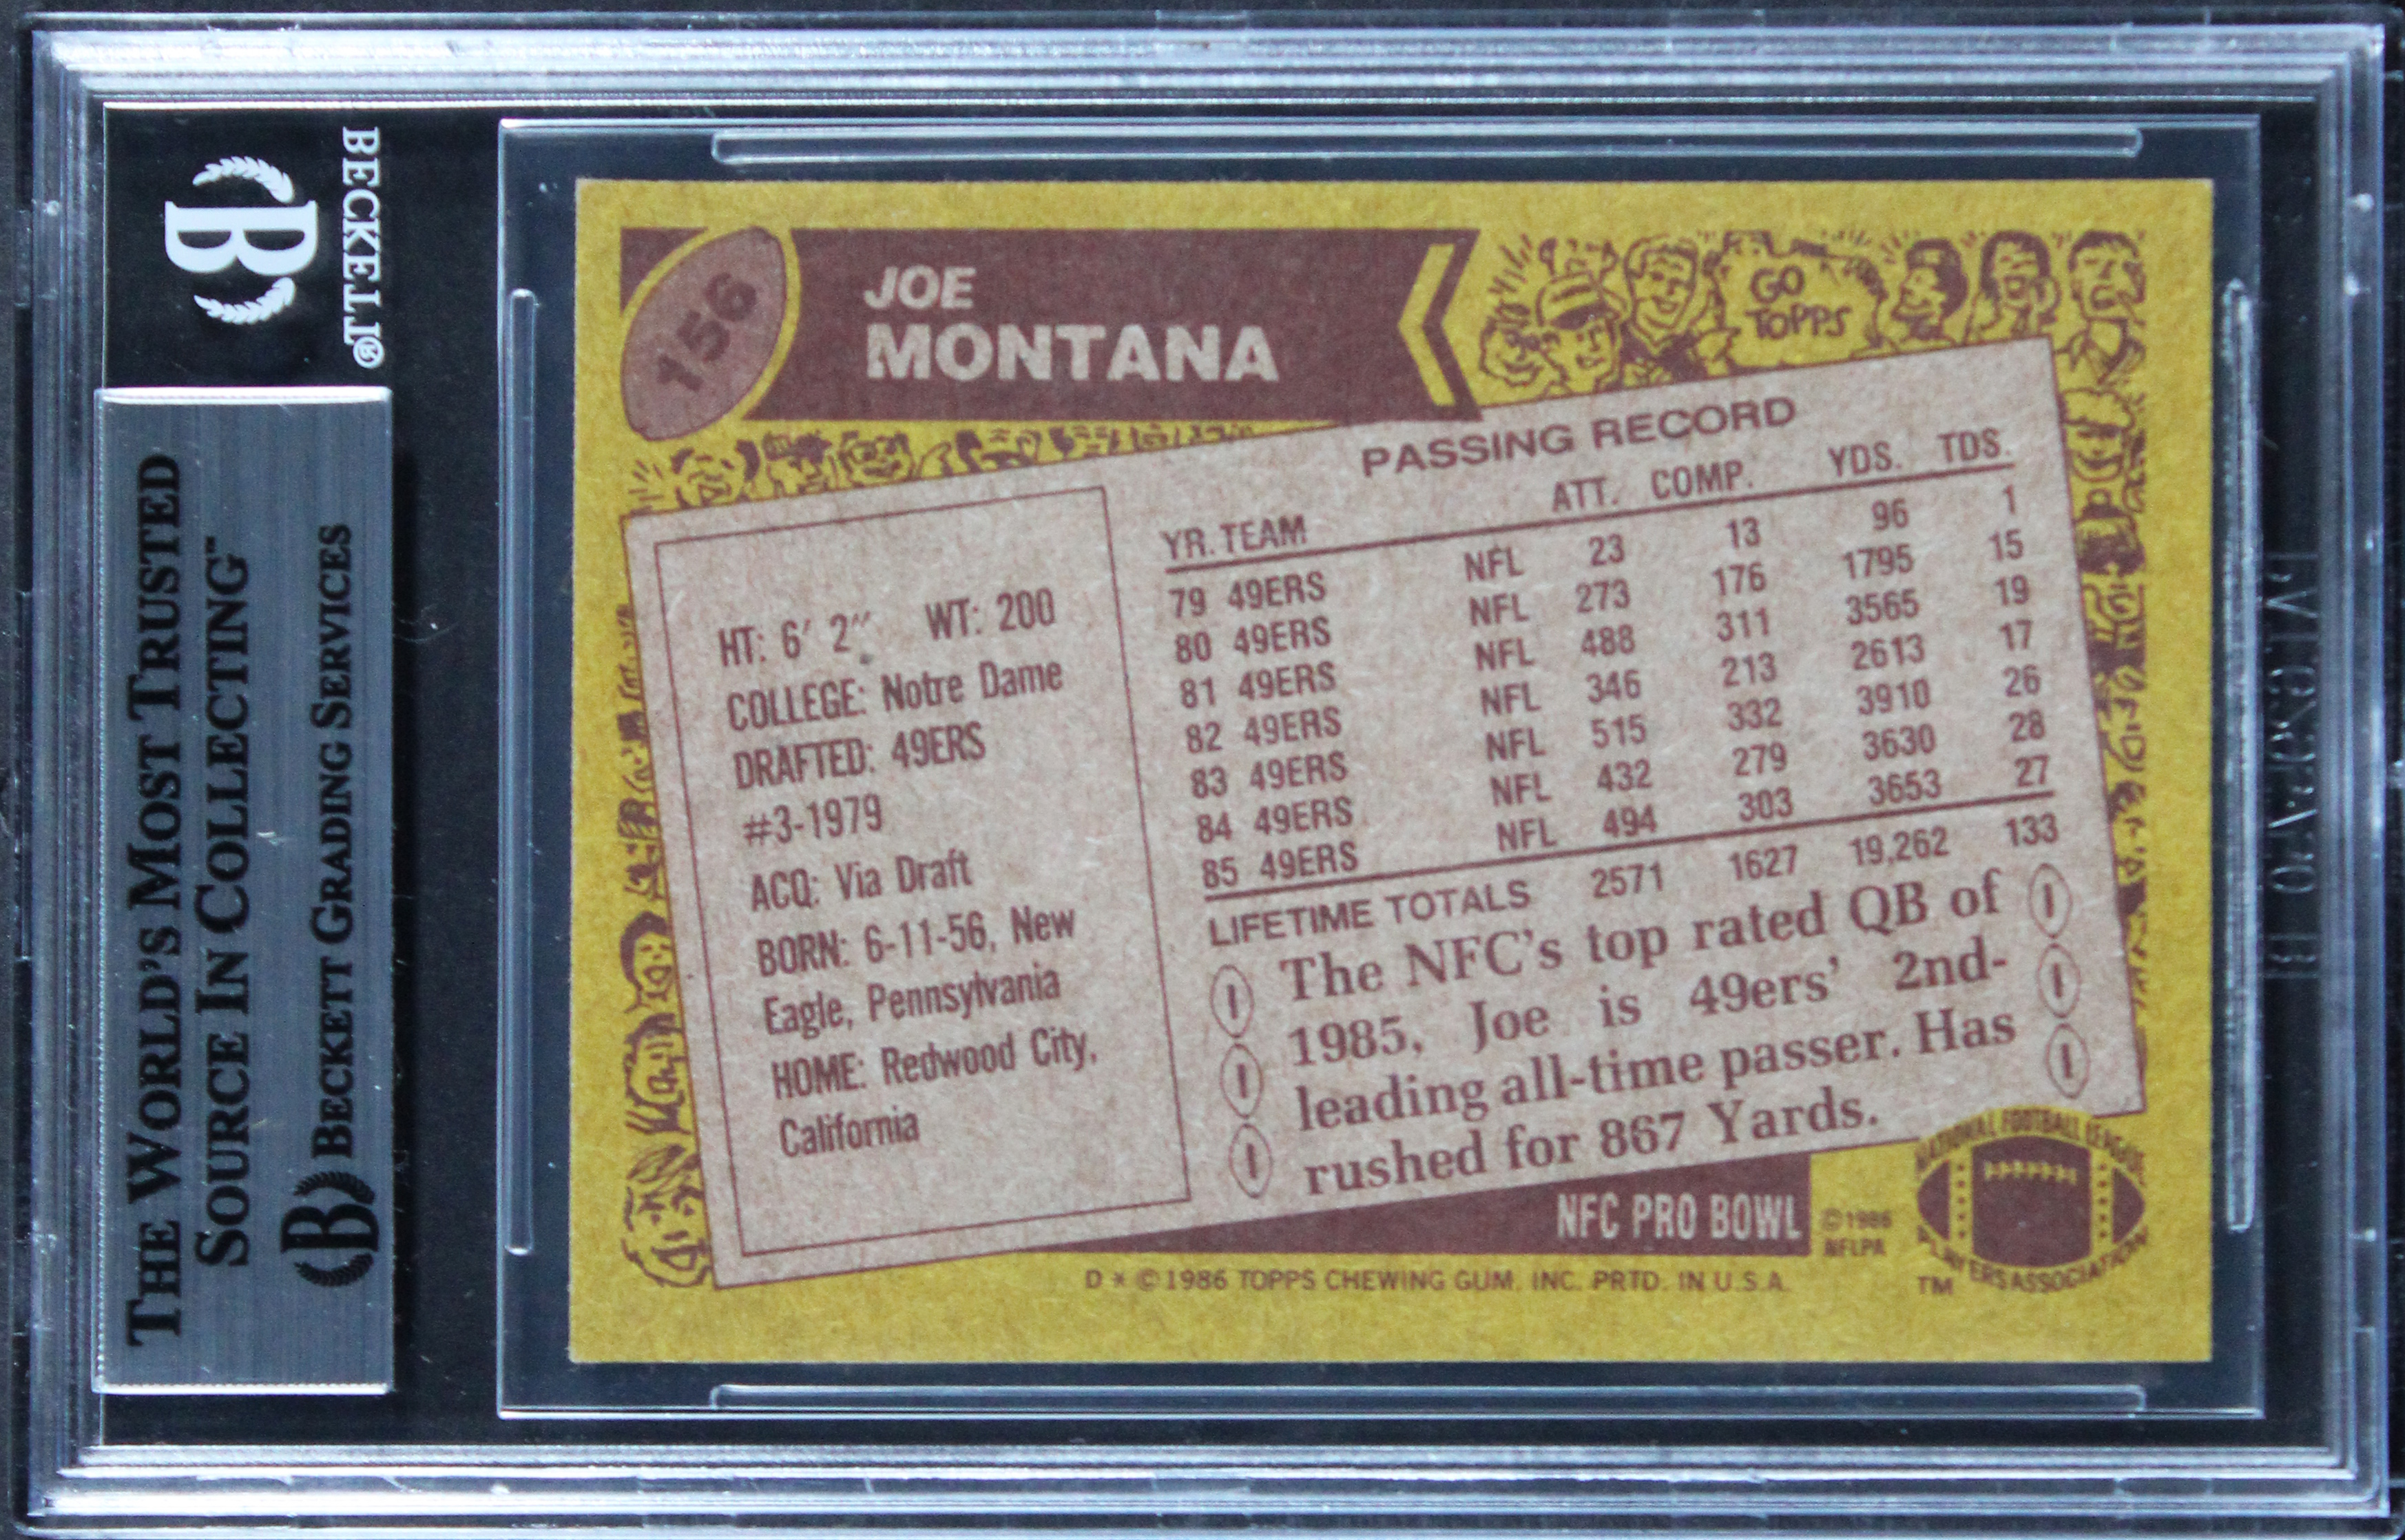 BECKETT®
B
THE WORLD'S MOST TRUSTED
SOURCE IN COLLECTING™
B BECKETT GRADING SERVICES
156
JOE
MONTANA
GO
TOPPS
HT: 6' 2" WT: 200
COLLEGE: Notre Dame
DRAFTED: 49ERS
#3-1979
ACQ: Via Draft
BORN: 6-11-56, New
Eagle, Pennsylvania
HOME: Redwood City,
California
PASSING RECORD
YR. TEAM ATT. COMP. YDS. TDS.
79 49ERS NFL 23 13 96 1
80 49ERS NFL 273 176 1795 15
81 49ERS NFL 488 311 3565 19
82 49ERS NFL 346 213 2613 17
83 49ERS NFL 515 332 3910 26
84 49ERS NFL 432 279 3630 28
85 49ERS NFL 494 303 3653 27
LIFETIME TOTALS 2571 1627 19,262 133
The NFC's top rated QB of
1985, Joe is 49ers' 2nd-
leading all-time passer. Has
rushed for 867 Yards.
NFC PRO BOWL
©1986
NFLPA
NATIONAL FOOTBALL LEAGUE
PLAYERS ASSOCIATION
TM
D * © 1986 TOPPS CHEWING GUM, INC. PRTD. IN U.S.A.